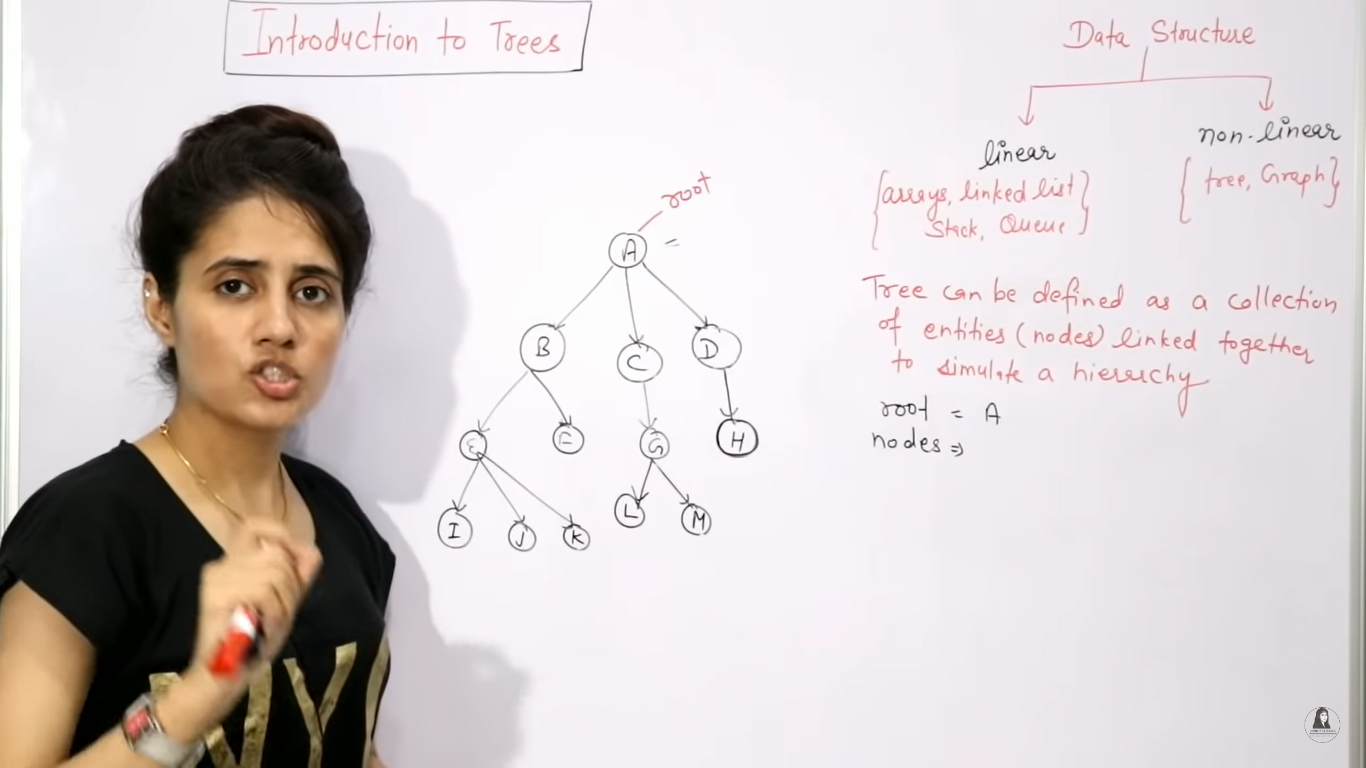 Introduction to Trees
Data Structure
linear
non-linear
{arrays, linked list
Stack, Queue}
{tree, Graph}
root
A =
B
C
D
E
F
G
H
I
J
K
L
M
Tree can be defined as a collection
of entities (nodes) linked together
to simulate a hierarchy
root = A
nodes ⇒